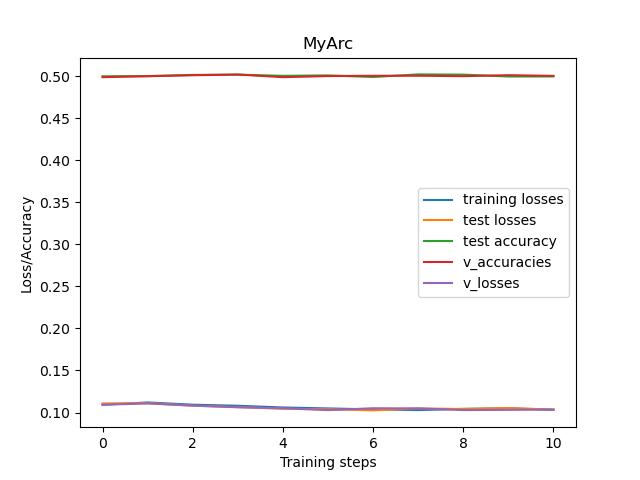 MyArc
Loss/Accuracy
0.50
0.45
0.40
0.35
0.30
0.25
0.20
0.15
0.10
training losses
test losses
test accuracy
v_accuracies
v_losses
0 2 4 6 8 10
Training steps